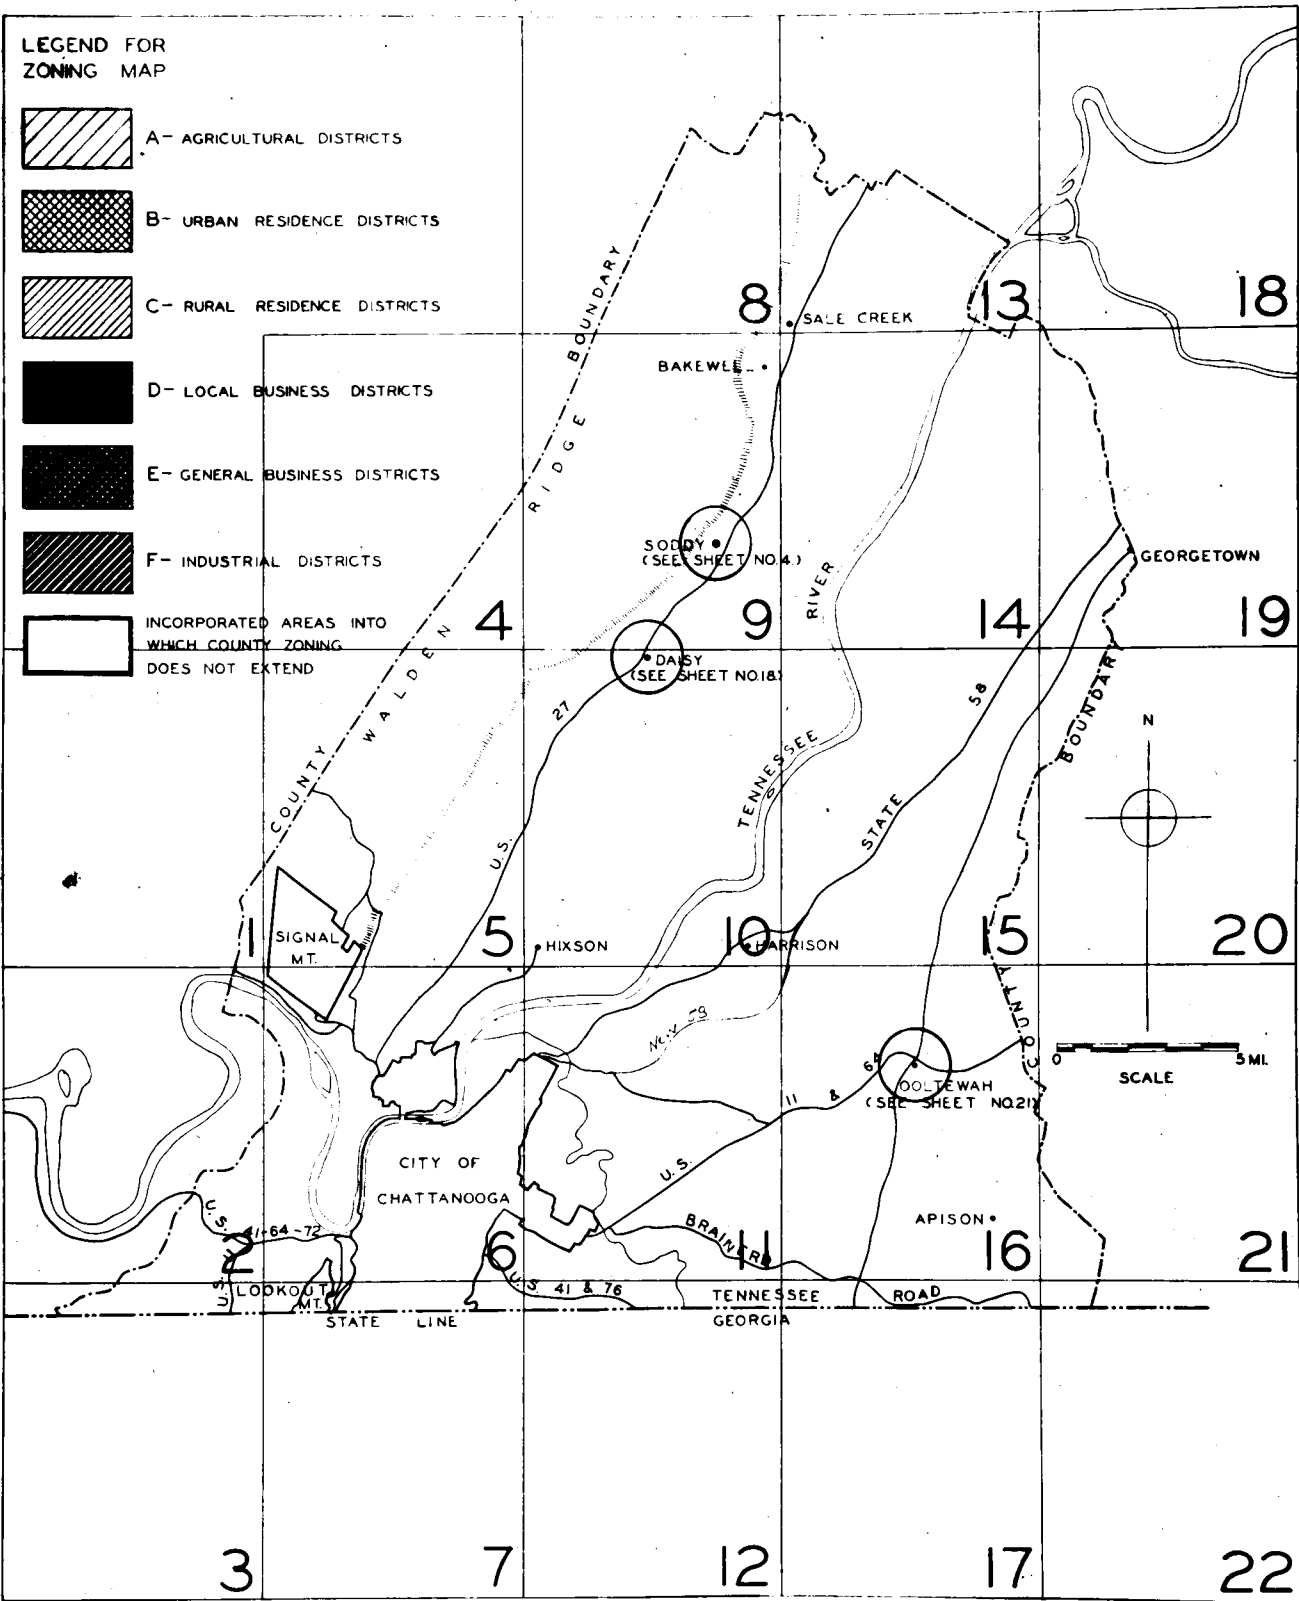 LEGEND FOR
ZONING MAP
A- AGRICULTURAL DISTRICTS
B- URBAN RESIDENCE DISTRICTS
C- RURAL RESIDENCE DISTRICTS
D- LOCAL BUSINESS DISTRICTS
E- GENERAL BUSINESS DISTRICTS
F- INDUSTRIAL DISTRICTS
INCORPORATED AREAS INTO
WHICH COUNTY ZONING
DOES NOT EXTEND
8
13
18
SALE CREEK
BAKEWELL
COUNTY BOUNDARY
WALDEN RIDGE
SODDY
(SEE SHEET NO.4.)
GEORGETOWN
4
9
14
19
DAISY
(SEE SHEET NO.18)
U.S. 27
TENNESSEE RIVER
STATE 58
COUNTY BOUNDARY
N
1
5
10
15
20
SIGNAL
MT.
HIXSON
HARRISON
New 58
0
5 MI.
SCALE
U.S. 11 & 64
OOLTEWAH
(SEE SHEET NO.21)
CITY OF
CHATTANOOGA
U.S. 41-64-72
U.S.
BRAINERD ROAD
APISON
2
6
11
16
21
LOOKOUT
MT.
U.S. 41 & 76
TENNESSEE
STATE LINE
GEORGIA
3
7
12
17
22